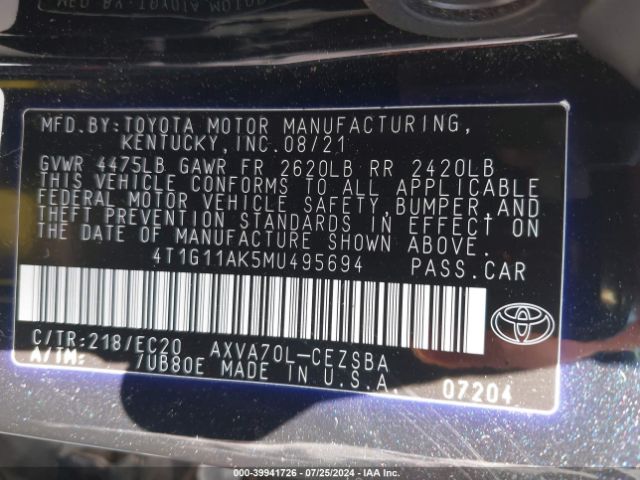 MFD.BY:TOYOTA MOTOR MANUFACTURING,
KENTUCKY,INC.08/21
GVWR 4475LB GAWR FR 2620LB RR 2420LB
THIS VEHICLE CONFORMS TO ALL APPLICABLE
FEDERAL MOTOR VEHICLE SAFETY,BUMPER,AND
THEFT PREVENTION STANDARDS IN EFFECT ON
THE DATE OF MANUFACTURE SHOWN ABOVE.
4T1G11AK5MU495694 PASS.CAR
C/TR:218/EC20 AXVA70L-CEZSBA
A/TM: /UB80E MADE IN U.S.A.
07204
000-39941726 | 07/25/2024 | IAA Inc.